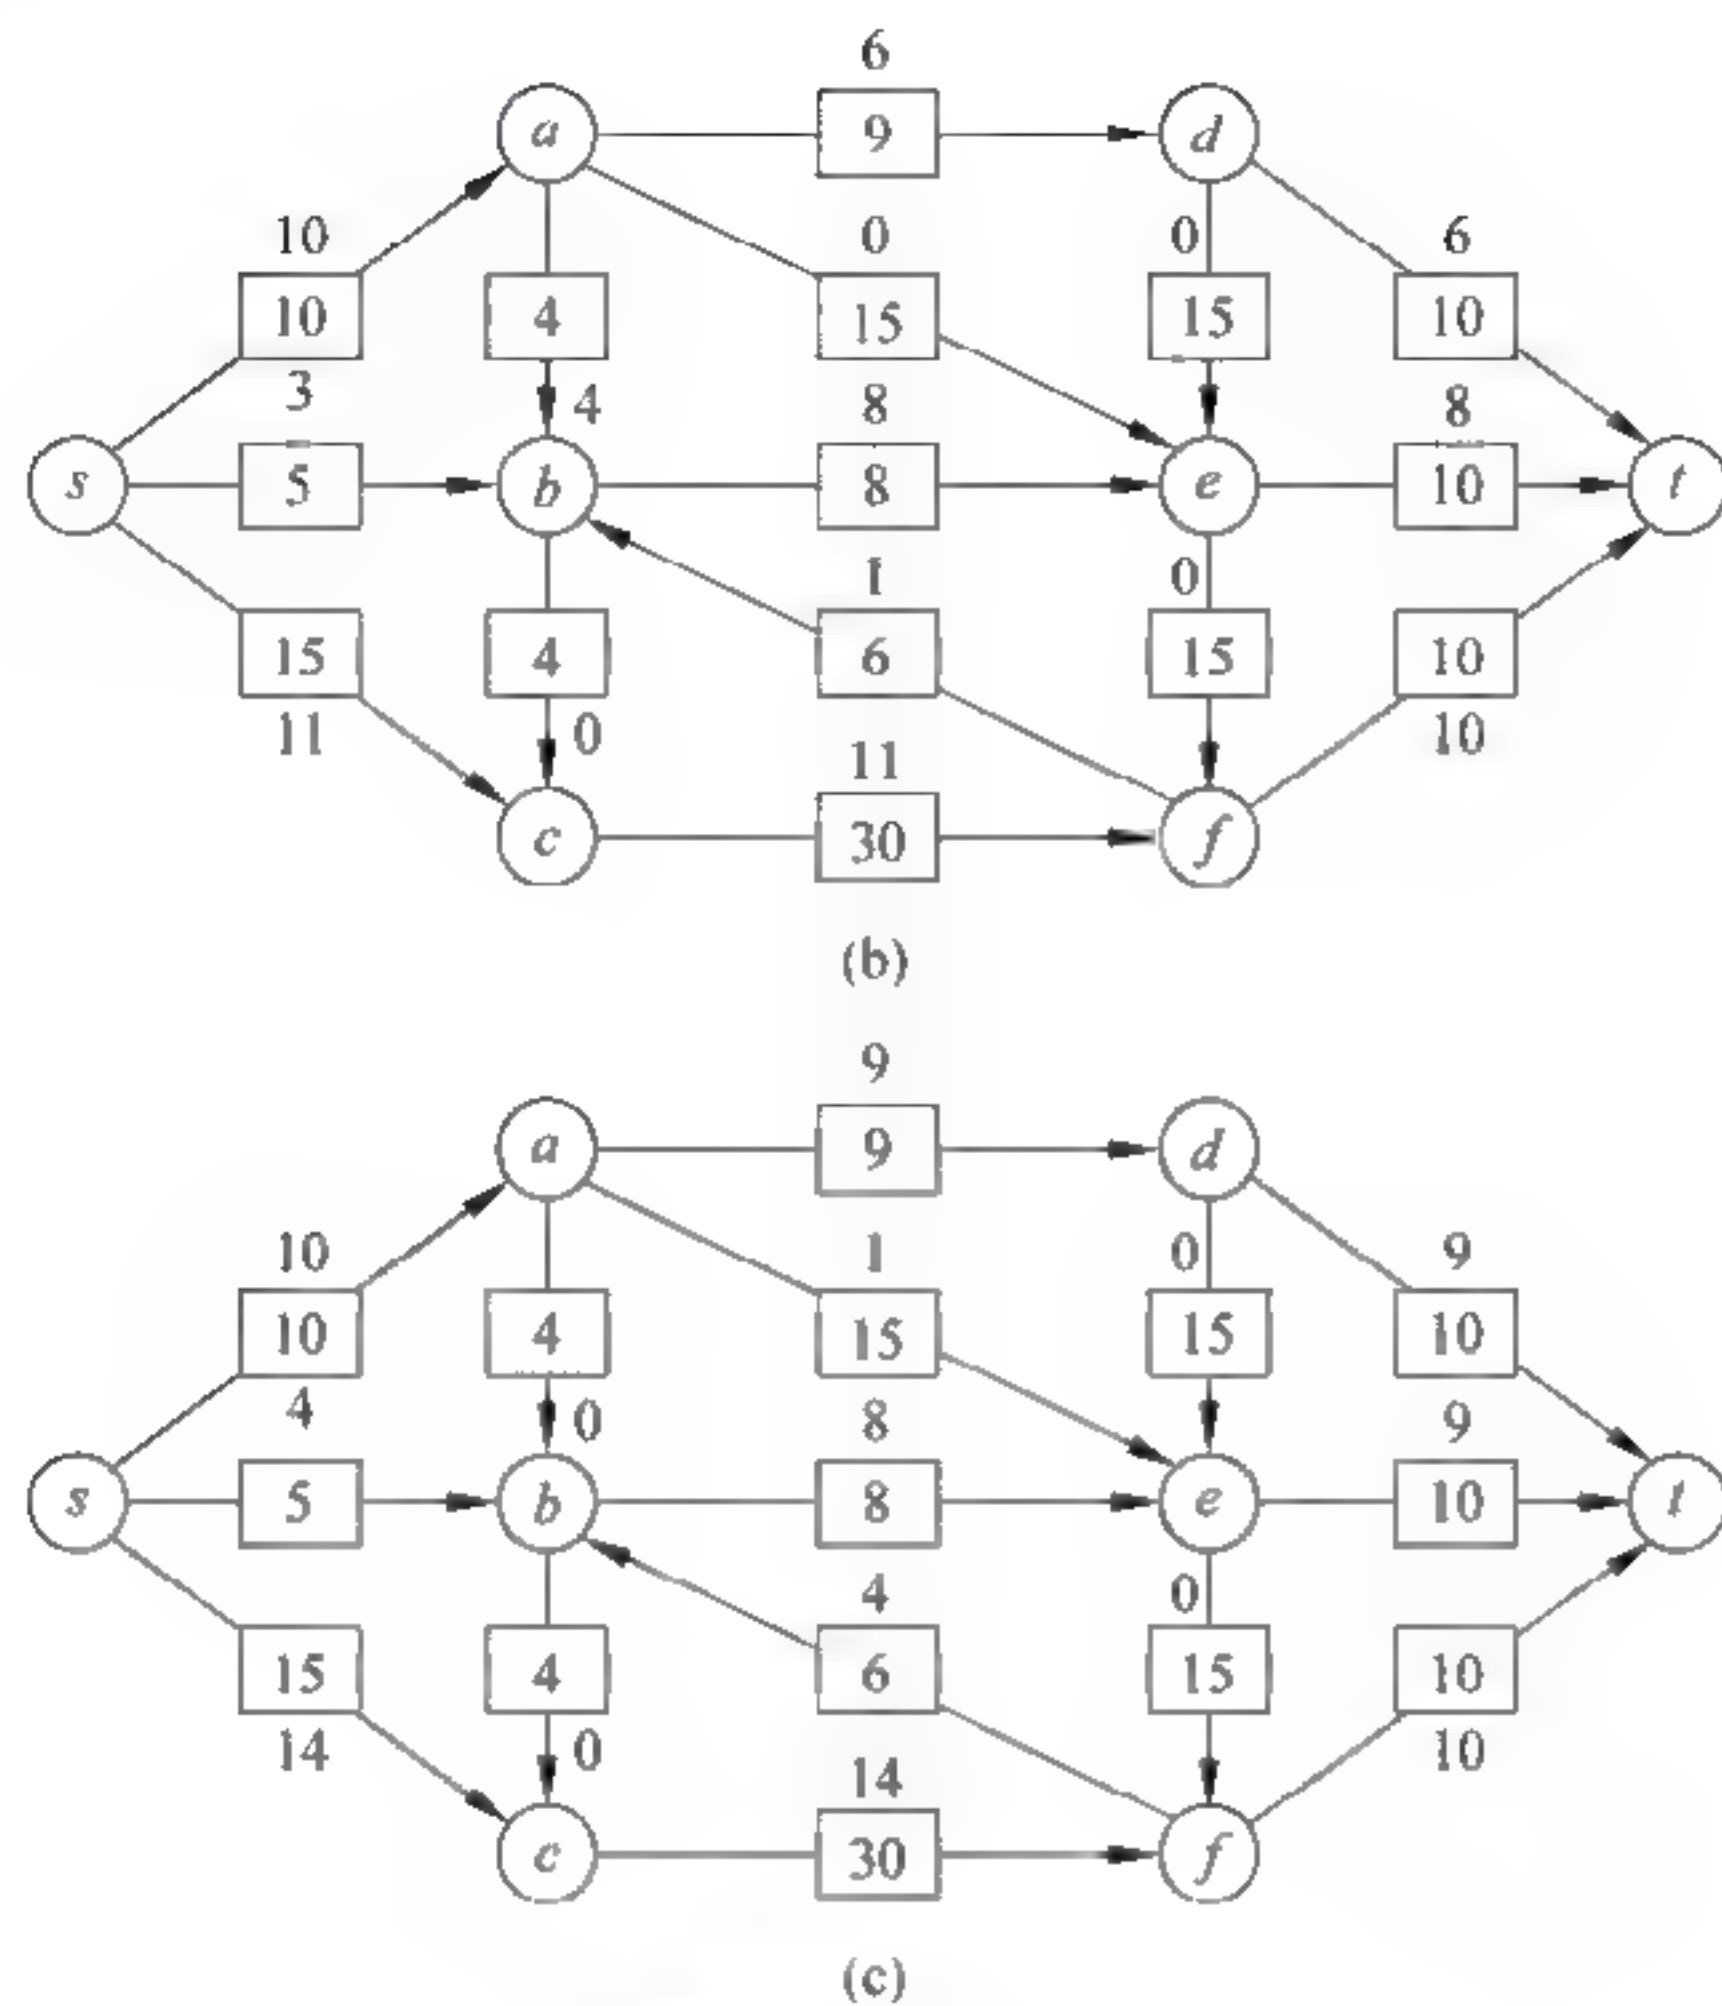 6
a 9 d
10 0 0 6
10 4 15 15 10
3 4 8 8
s 5 b 8 e 10 t
1 0
15 4 6 15 10
11 0 11 10
c 30 f
(b)
9
a 9 d
10 1 0 9
10 4 15 15 10
4 0 8 9
s 5 b 8 e 10 t
4 0
15 4 6 15 10
14 0 14 10
c 30 f
(c)